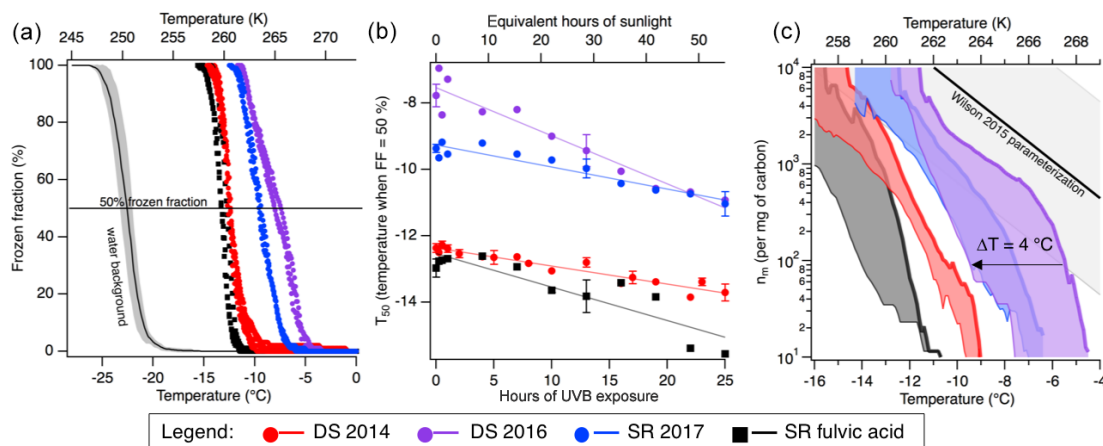 (a)
Temperature (K)
245 250 255 260 265 270
100
80
60
40
20
0
Frozen fraction (%)
50% frozen fraction
water background
-25 -20 -15 -10 -5 0
Temperature (°C)
(b)
Equivalent hours of sunlight
0 10 20 30 40 50
-8
-10
-12
-14
T50 (temperature when FF = 50 %)
0 5 10 15 20 25
Hours of UVB exposure
(c)
Temperature (K)
258 260 262 264 266 268
10^4
10^3
10^2
10^1
nm (per mg of carbon)
Wilson 2015 parameterization
ΔT = 4 °C
-16 -14 -12 -10 -8 -6 -4
Temperature (°C)
Legend: DS 2014 DS 2016 SR 2017 SR fulvic acid